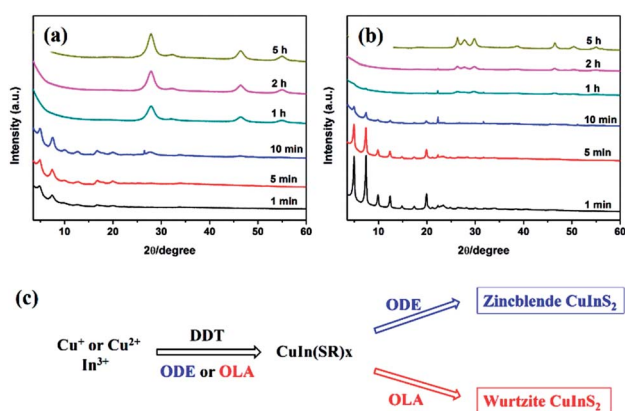 (a)
5 h
2 h
1 h
10 min
5 min
1 min
Intensity (a.u.)
10 20 30 40 50 60
2θ/degree
(b)
5 h
2 h
1 h
10 min
5 min
1 min
Intensity (a.u.)
10 20 30 40 50 60
2θ/degree
(c)
Cu⁺ or Cu²⁺
In³⁺
DDT
ODE or OLA
CuIn(SR)x
ODE
Zincblende CuInS₂
OLA
Wurtzite CuInS₂